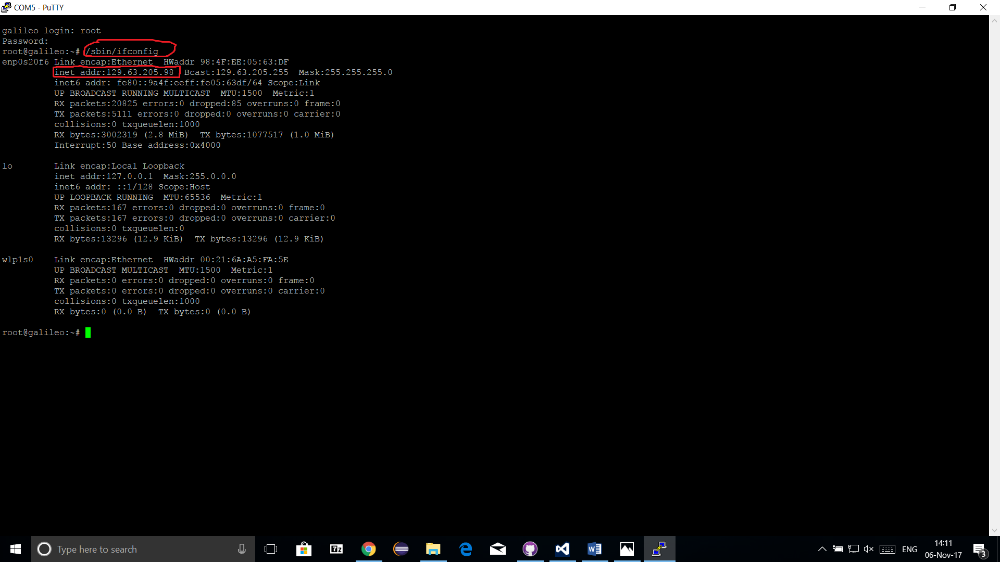 COM5 - PuTTY
galileo login: root
Password:
root@galileo:~# /sbin/ifconfig
enp0s20f6 Link encap:Ethernet  HWaddr 98:4F:EE:05:63:DF
inet addr:129.63.205.98  Bcast:129.63.205.255  Mask:255.255.255.0
inet6 addr: fe80::9a4f:eeff:fe05:63df/64 Scope:Link
UP BROADCAST RUNNING MULTICAST  MTU:1500  Metric:1
RX packets:20825 errors:0 dropped:85 overruns:0 frame:0
TX packets:5111 errors:0 dropped:0 overruns:0 carrier:0
collisions:0 txqueuelen:1000
RX bytes:3002319 (2.8 MiB)  TX bytes:1077517 (1.0 MiB)
Interrupt:50 Base address:0x4000
lo        Link encap:Local Loopback
inet addr:127.0.0.1  Mask:255.0.0.0
inet6 addr: ::1/128 Scope:Host
UP LOOPBACK RUNNING  MTU:65536  Metric:1
RX packets:167 errors:0 dropped:0 overruns:0 frame:0
TX packets:167 errors:0 dropped:0 overruns:0 carrier:0
collisions:0 txqueuelen:0
RX bytes:13296 (12.9 KiB)  TX bytes:13296 (12.9 KiB)
wlp1s0    Link encap:Ethernet  HWaddr 00:21:6A:A5:FA:5E
UP BROADCAST MULTICAST  MTU:1500  Metric:1
RX packets:0 errors:0 dropped:0 overruns:0 frame:0
TX packets:0 errors:0 dropped:0 overruns:0 carrier:0
collisions:0 txqueuelen:1000
RX bytes:0 (0.0 B)  TX bytes:0 (0.0 B)
root@galileo:~#
Type here to search
7z
ENG
14:11
06-Nov-17
3